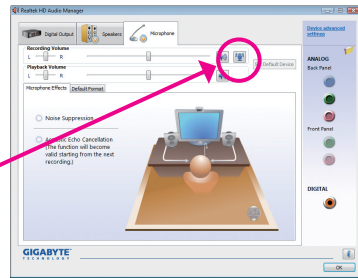 Realtek HD Audio Manager
Digital Output
Speakers
Microphone
Device advanced settings
Recording Volume
L
R
Set Default Device
Playback Volume
L
R
ANALOG
Back Panel
Microphone Effects
Default Format
Noise Suppression
Acoustic Echo Cancellation
(The function will become
valid starting from the next
recording.)
Front Panel
DIGITAL
GIGABYTE
TECHNOLOGY
OK